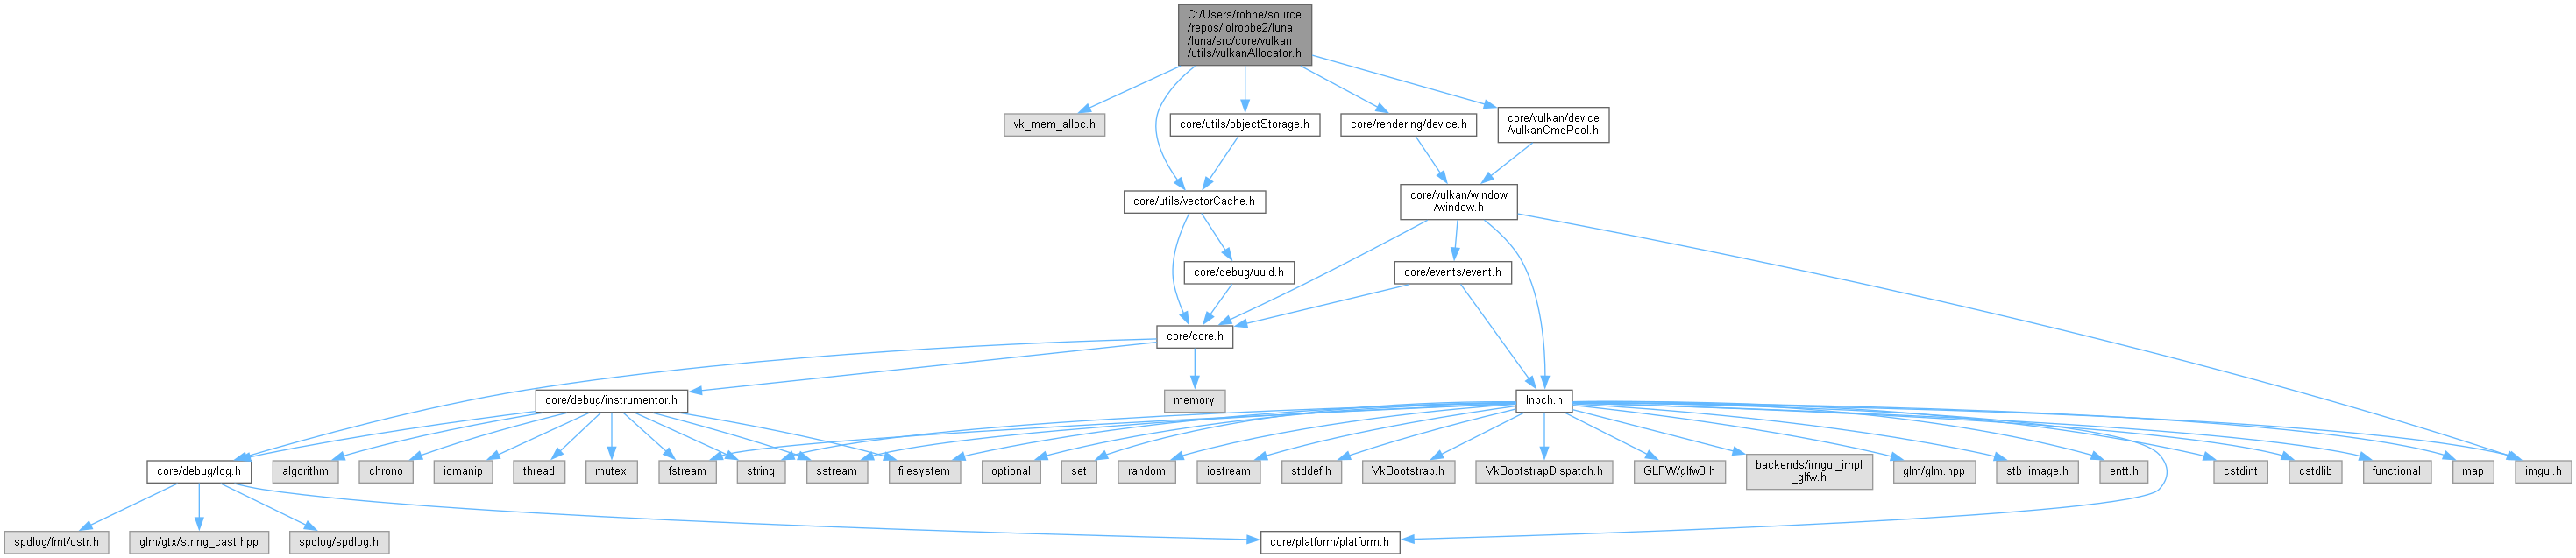 C:/Users/robbe/source
/repos/lolrobbe2/luna
/luna/src/core/vulkan
/utils/vulkanAllocator.h
vk_mem_alloc.h
core/utils/objectStorage.h
core/rendering/device.h
core/vulkan/device
/vulkanCmdPool.h
core/utils/vectorCache.h
core/vulkan/window
/window.h
core/debug/uuid.h
core/events/event.h
core/core.h
core/debug/instrumentor.h
memory
lnpch.h
core/debug/log.h
algorithm
chrono
iomanip
thread
mutex
fstream
string
sstream
filesystem
optional
set
random
iostream
stddef.h
VkBootstrap.h
VkBootstrapDispatch.h
GLFW/glfw3.h
backends/imgui_impl
_glfw.h
glm/glm.hpp
stb_image.h
entt.h
cstdint
cstdlib
functional
map
imgui.h
spdlog/fmt/ostr.h
glm/gtx/string_cast.hpp
spdlog/spdlog.h
core/platform/platform.h